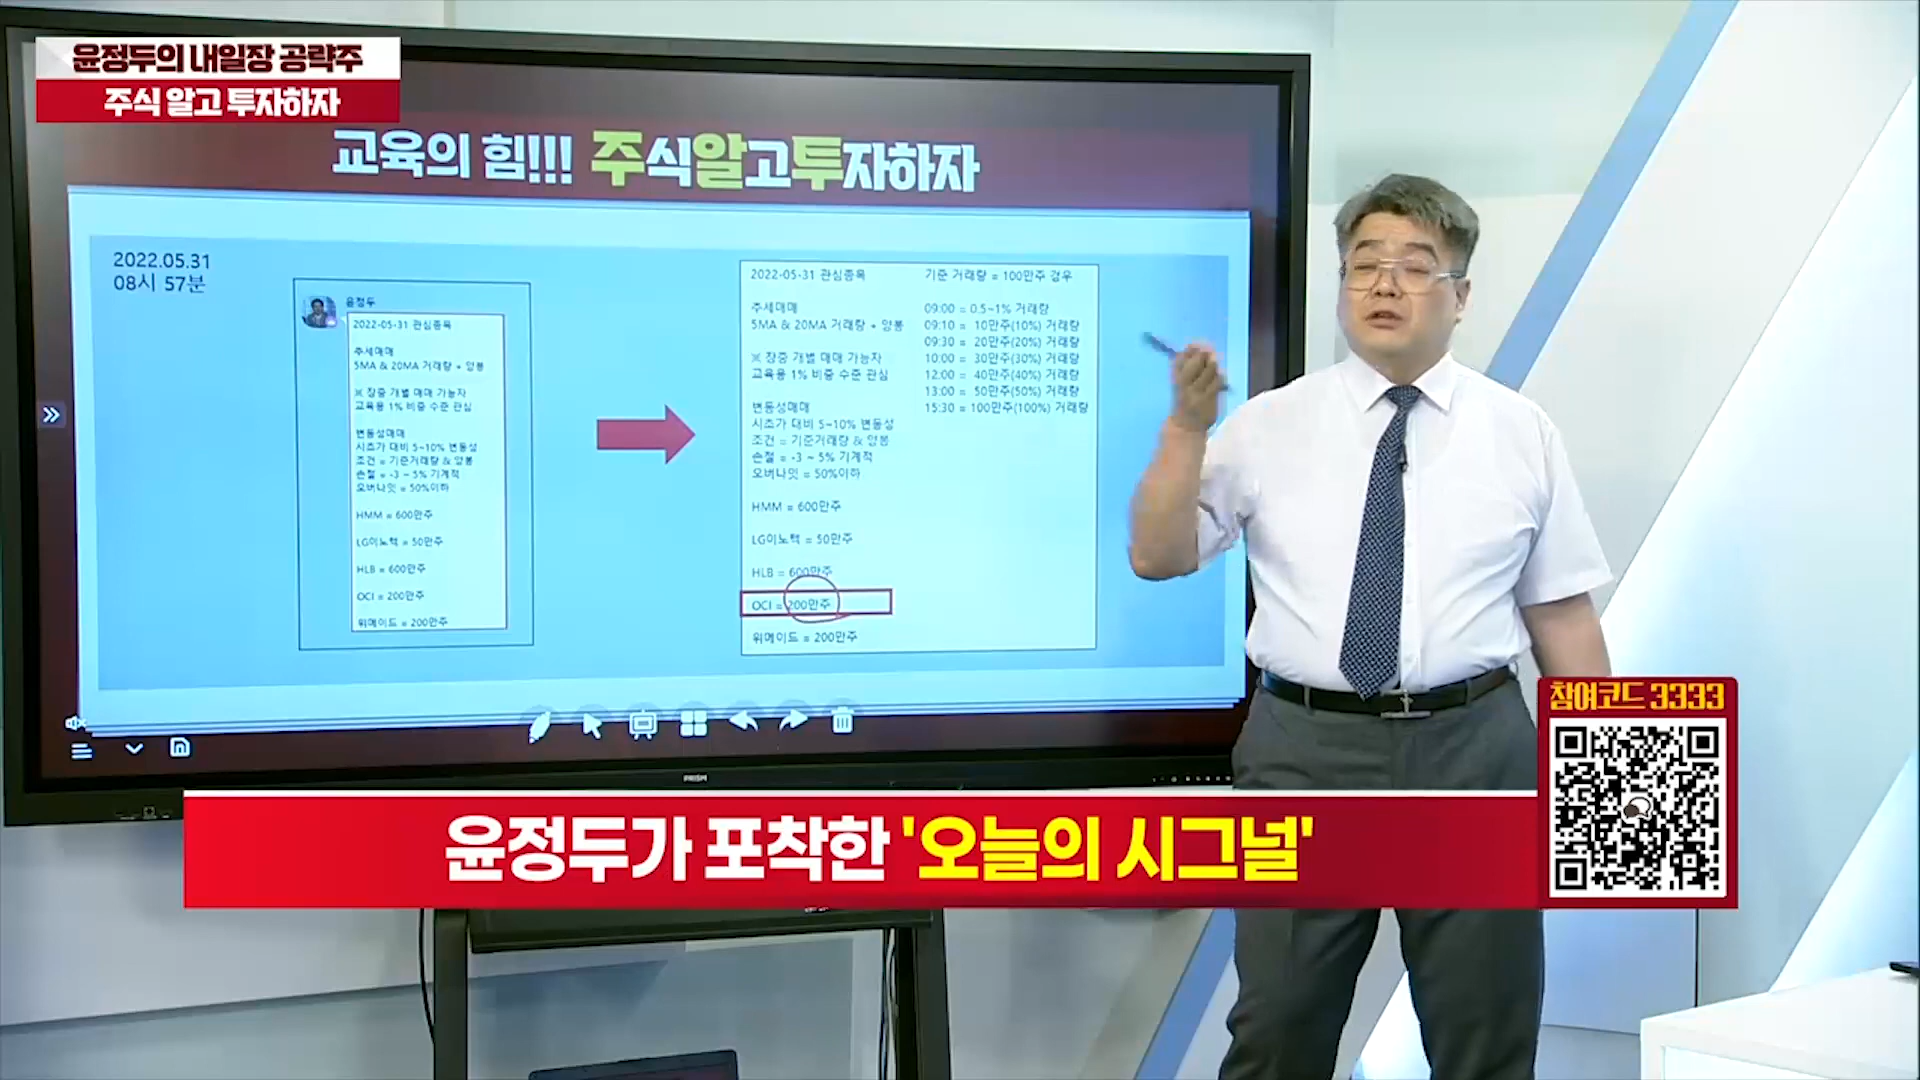 윤정두의 내일장 공략주
주식 알고 투자하자
교육의 힘!!! 주식알고투자하자
2022.05.31
08시 57분
윤정두
2022-05-31 관심종목
추세매매
5MA & 20MA 거래량 + 양봉
※ 장중 개별 매매 가능자
교육용 1% 비중 수준 관심
변동성매매
시초가 대비 5~10% 변동성
조건 = 기준거래량 & 양봉
손절 = -3 ~ 5% 기계적
오버나잇 = 50%이하
HMM = 600만주
LG이노텍 = 50만주
HLB = 600만주
OCI = 200만주
위메이드 = 200만주
2022-05-31 관심종목
추세매매
5MA & 20MA 거래량 + 양봉
※ 장중 개별 매매 가능자
교육용 1% 비중 수준 관심
변동성매매
시초가 대비 5~10% 변동성
조건 = 기준거래량 & 양봉
손절 = -3 ~ 5% 기계적
오버나잇 = 50%이하
HMM = 600만주
LG이노텍 = 50만주
HLB = 600만주
OCI = 200만주
위메이드 = 200만주
기준 거래량 = 100만주 경우
09:00 = 0.5~1% 거래량
09:10 = 10만주(10%) 거래량
09:30 = 20만주(20%) 거래량
10:00 = 30만주(30%) 거래량
12:00 = 40만주(40%) 거래량
13:00 = 50만주(50%) 거래량
15:30 = 100만주(100%) 거래량
PRISM
참여코드 3333
윤정두가 포착한 '오늘의 시그널'